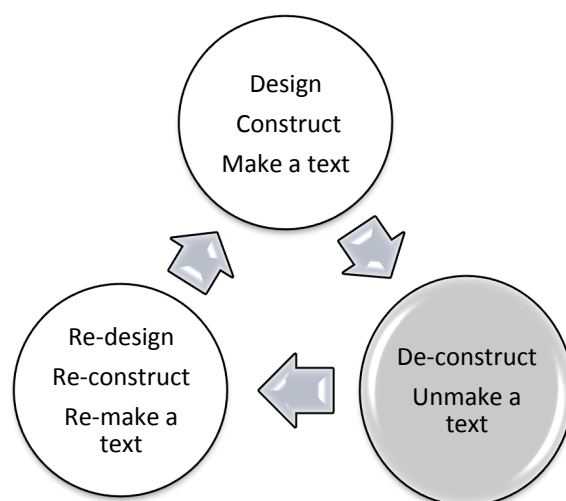 Design
Construct
Make a text
De-construct
Unmake a
text
Re-design
Re-construct
Re-make a
text